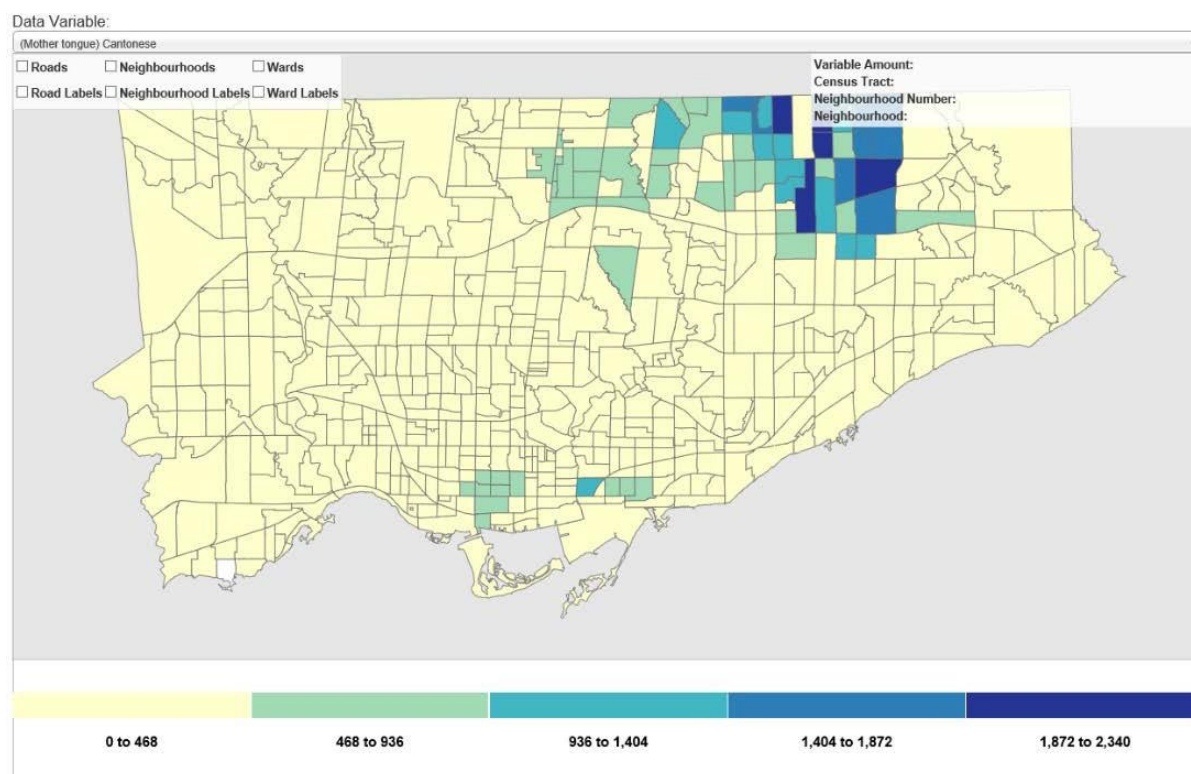 Data Variable:
(Mother tongue) Cantonese
Roads Neighbourhoods Wards
Road Labels Neighbourhood Labels Ward Labels
Variable Amount:
Census Tract:
Neighbourhood Number:
Neighbourhood:
0 to 468 468 to 936 936 to 1,404 1,404 to 1,872 1,872 to 2,340